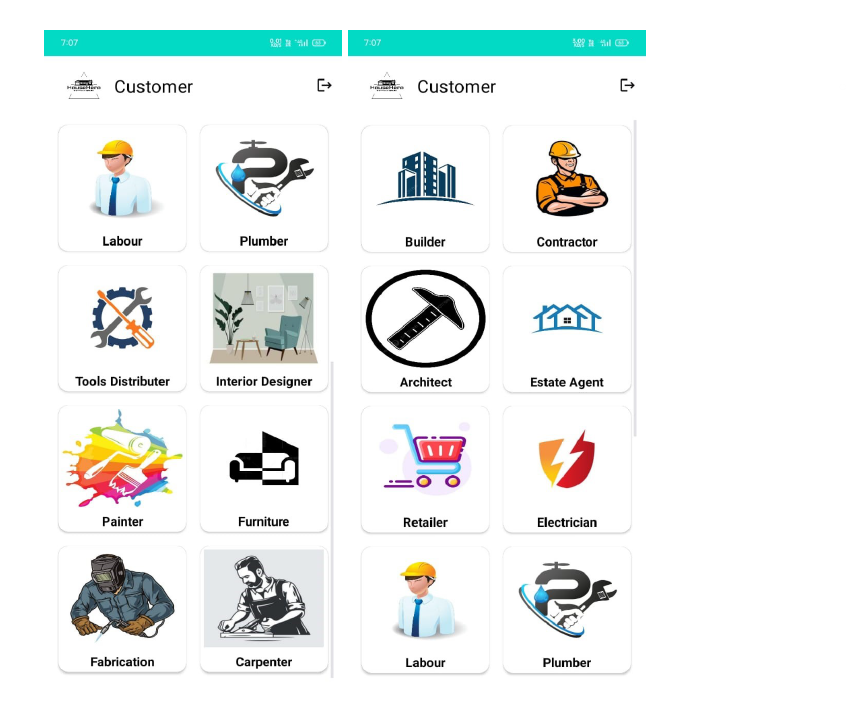 7:07
Customer
Labour
Plumber
Tools Distributer
Interior Designer
Painter
Furniture
Fabrication
Carpenter
7:07
Customer
Builder
Contractor
Architect
Estate Agent
Retailer
Electrician
Labour
Plumber